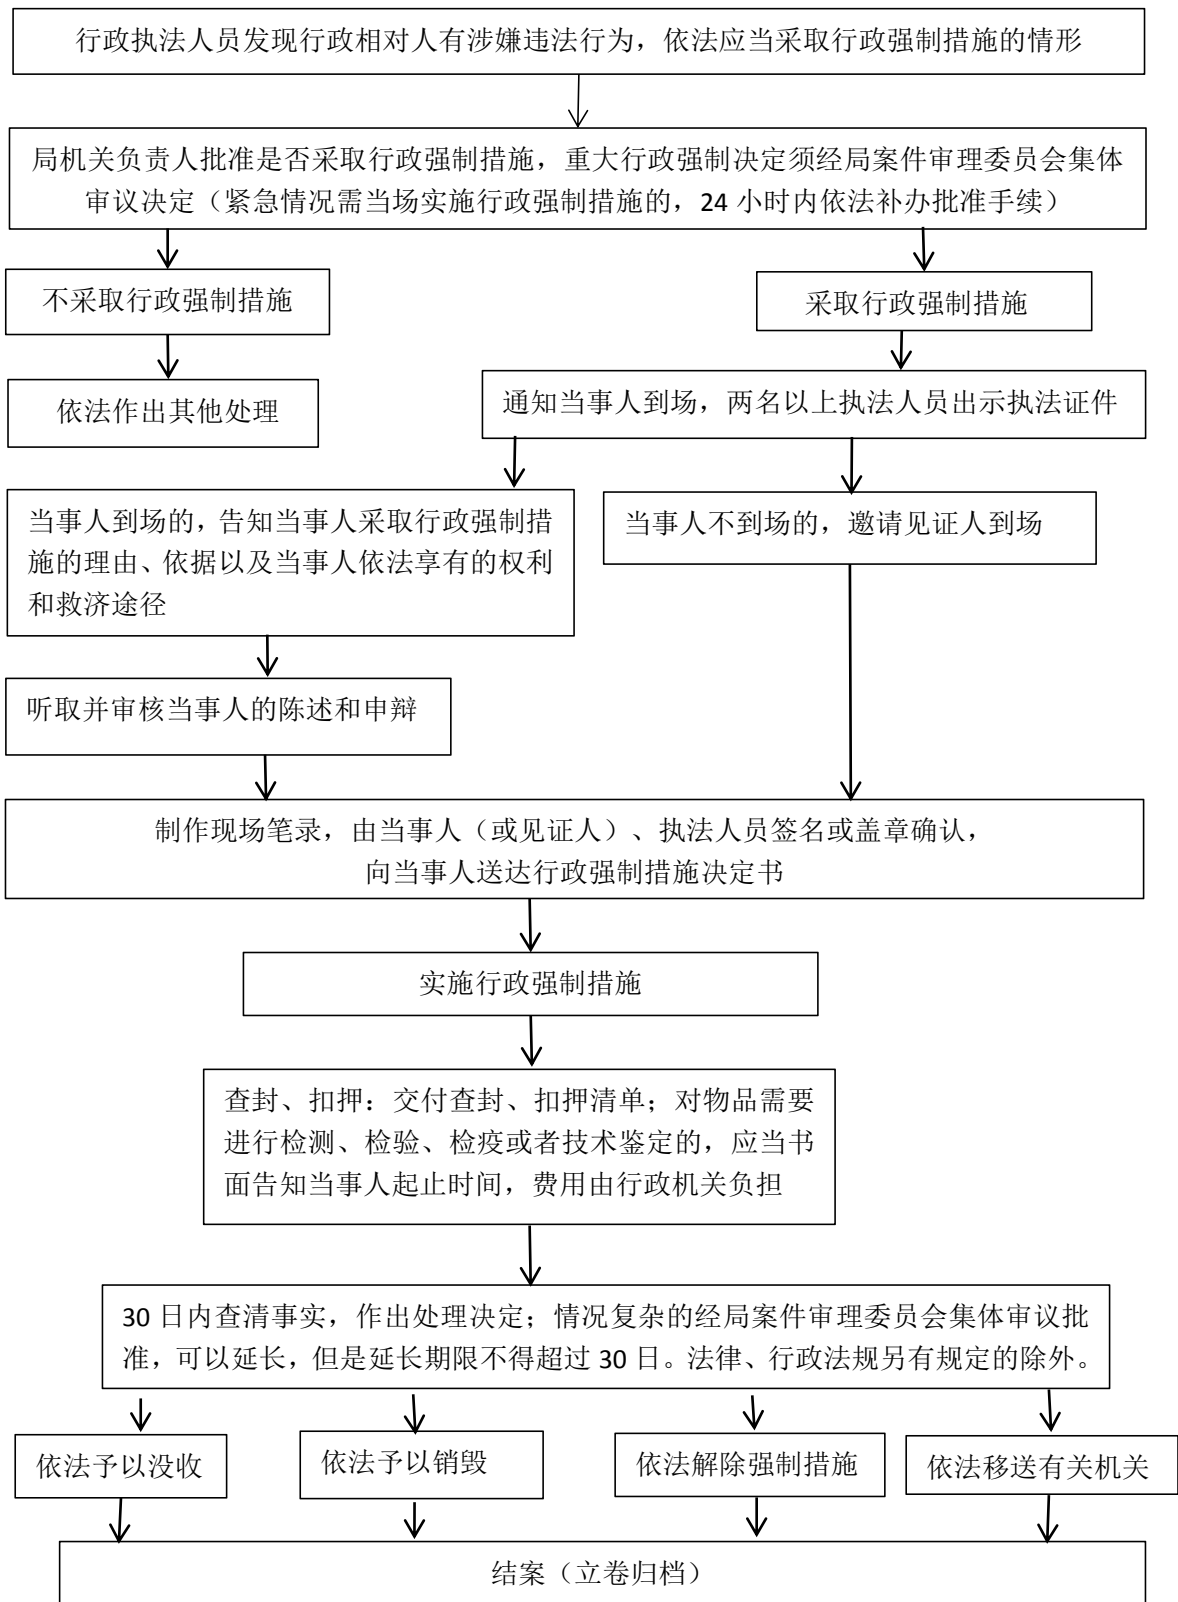 行政执法人员发现行政相对人有涉嫌违法行为，依法应当采取行政强制措施的情形
局机关负责人批准是否采取行政强制措施，重大行政强制决定须经局案件审理委员会集体
审议决定（紧急情况需当场实施行政强制措施的，24 小时内依法补办批准手续）
不采取行政强制措施
采取行政强制措施
依法作出其他处理
通知当事人到场，两名以上执法人员出示执法证件
当事人到场的，告知当事人采取行政强制措
施的理由、依据以及当事人依法享有的权利
和救济途径
当事人不到场的，邀请见证人到场
听取并审核当事人的陈述和申辩
制作现场笔录，由当事人（或见证人）、执法人员签名或盖章确认，
向当事人送达行政强制措施决定书
实施行政强制措施
查封、扣押：交付查封、扣押清单；对物品需要
进行检测、检验、检疫或者技术鉴定的，应当书
面告知当事人起止时间，费用由行政机关负担
30 日内查清事实，作出处理决定；情况复杂的经局案件审理委员会集体审议批
准，可以延长，但是延长期限不得超过 30 日。法律、行政法规另有规定的除外。
依法予以没收
依法予以销毁
依法解除强制措施
依法移送有关机关
结案（立卷归档）